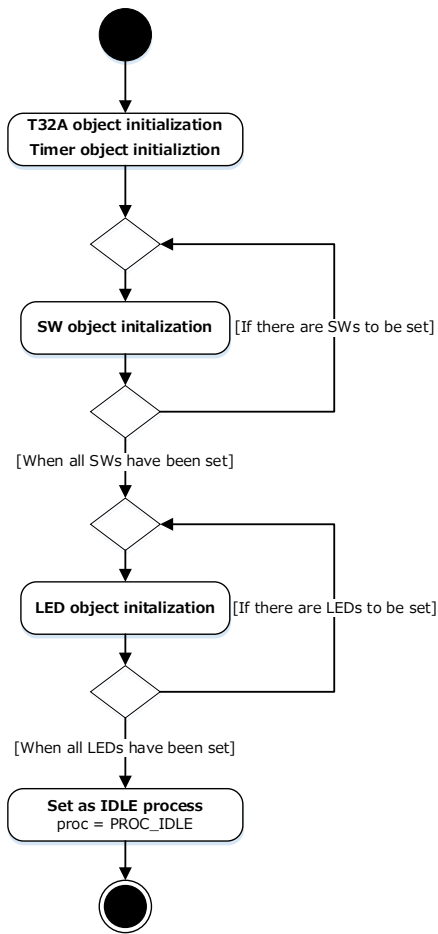 T32A object initialization
Timer object initializtion
SW object initalization
[If there are SWs to be set]
[When all SWs have been set]
LED object initalization
[If there are LEDs to be set]
[When all LEDs have been set]
Set as IDLE process
proc = PROC_IDLE